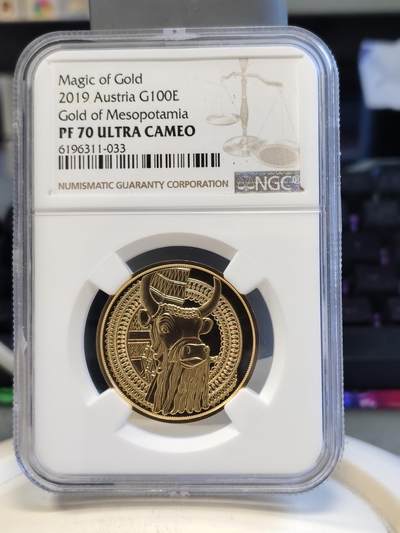 Magic of Gold
2019 Austria G100E
Gold of Mesopotamia
PF 70 ULTRA CAMEO
6196311-033
NUMISMATIC GUARANTY CORPORATION
NGC